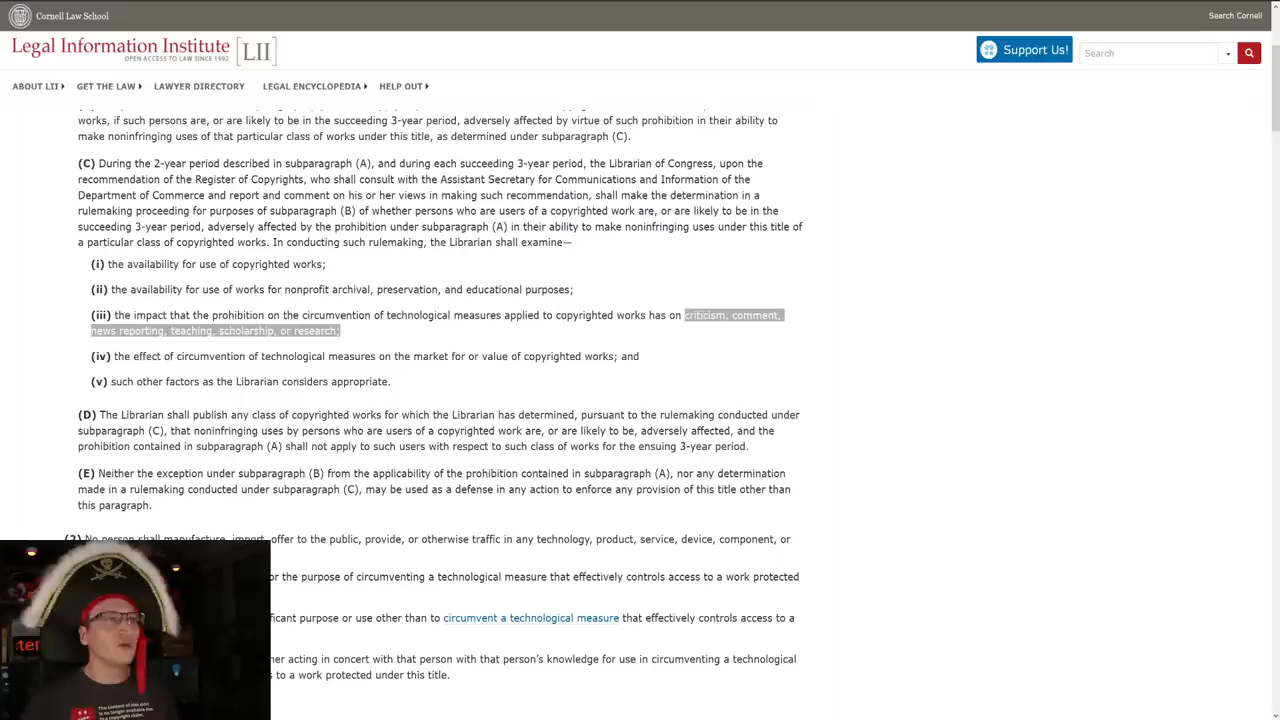 Cornell Law School
Search Cornell
Legal Information Institute [LII]
OPEN ACCESS TO LAW SINCE 1992
Support Us!
Search
ABOUT LII GET THE LAW LAWYER DIRECTORY LEGAL ENCYCLOPEDIA HELP OUT
works, if such persons are, or are likely to be in the succeeding 3-year period, adversely affected by virtue of such prohibition in their ability to
make noninfringing uses of that particular class of works under this title, as determined under subparagraph (C).
(C) During the 2-year period described in subparagraph (A), and during each succeeding 3-year period, the Librarian of Congress, upon the
recommendation of the Register of Copyrights, who shall consult with the Assistant Secretary for Communications and Information of the
Department of Commerce and report and comment on his or her views in making such recommendation, shall make the determination in a
rulemaking proceeding for purposes of subparagraph (B) of whether persons who are users of a copyrighted work are, or are likely to be in the
succeeding 3-year period, adversely affected by the prohibition under subparagraph (A) in their ability to make noninfringing uses under this title of
a particular class of copyrighted works. In conducting such rulemaking, the Librarian shall examine—
(i) the availability for use of copyrighted works;
(ii) the availability for use of works for nonprofit archival, preservation, and educational purposes;
(iii) the impact that the prohibition on the circumvention of technological measures applied to copyrighted works has on criticism, comment,
news reporting, teaching, scholarship, or research;
(iv) the effect of circumvention of technological measures on the market for or value of copyrighted works; and
(v) such other factors as the Librarian considers appropriate.
(D) The Librarian shall publish any class of copyrighted works for which the Librarian has determined, pursuant to the rulemaking conducted under
subparagraph (C), that noninfringing uses by persons who are users of a copyrighted work are, or are likely to be, adversely affected, and the
prohibition contained in subparagraph (A) shall not apply to such users with respect to such class of works for the ensuing 3-year period.
(E) Neither the exception under subparagraph (B) from the applicability of the prohibition contained in subparagraph (A), nor any determination
made in a rulemaking conducted under subparagraph (C), may be used as a defense in any action to enforce any provision of this title other than
this paragraph.
(2) No person shall manufacture, import, offer to the public, provide, or otherwise traffic in any technology, product, service, device, component, or
or the purpose of circumventing a technological measure that effectively controls access to a work protected
ficant purpose or use other than to circumvent a technological measure that effectively controls access to a
her acting in concert with that person with that person's knowledge for use in circumventing a technological
s to a work protected under this title.
ter
The content of this
is no longer available
to a copyright claim.